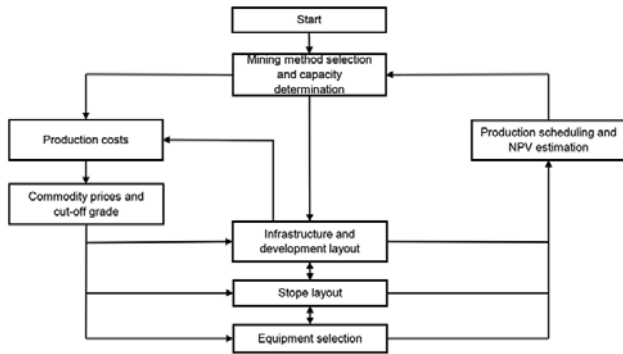 Start
Mining method selection
and capacity
determination
Production costs
Production scheduling and
NPV estimation
Commodity prices and
cut-off grade
Infrastructure and
development layout
Stope layout
Equipment selection